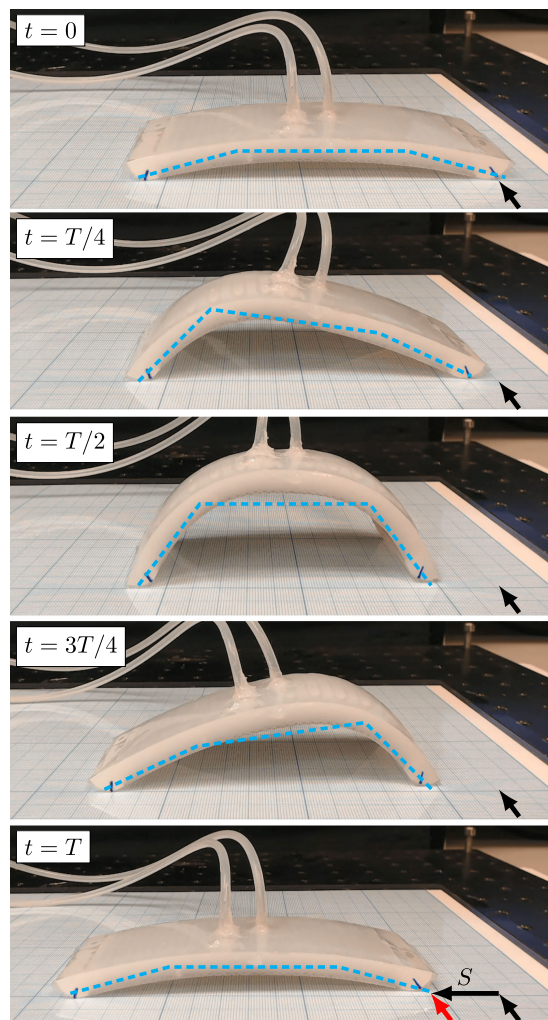 t = 0
t = T/4
t = T/2
t = 3T/4
t = T
S